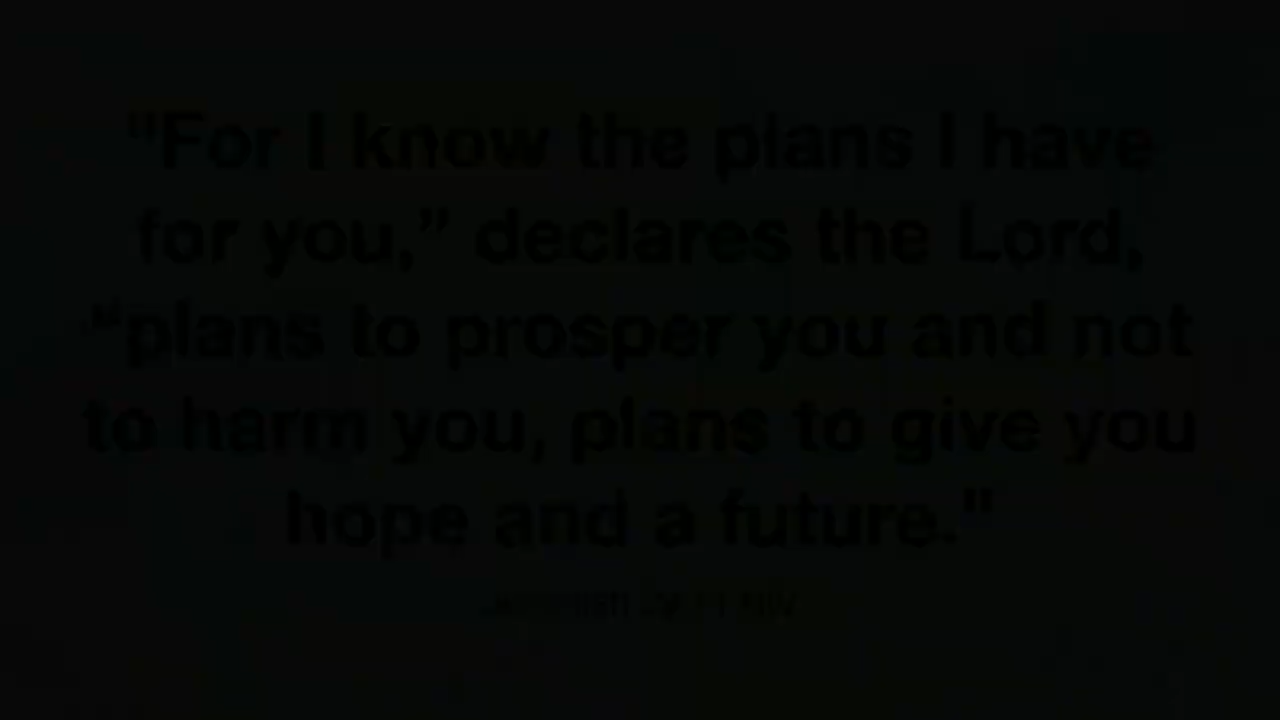 "For I know the plans I have
for you,” declares the Lord,
“plans to prosper you and not
to harm you, plans to give you
hope and a future."